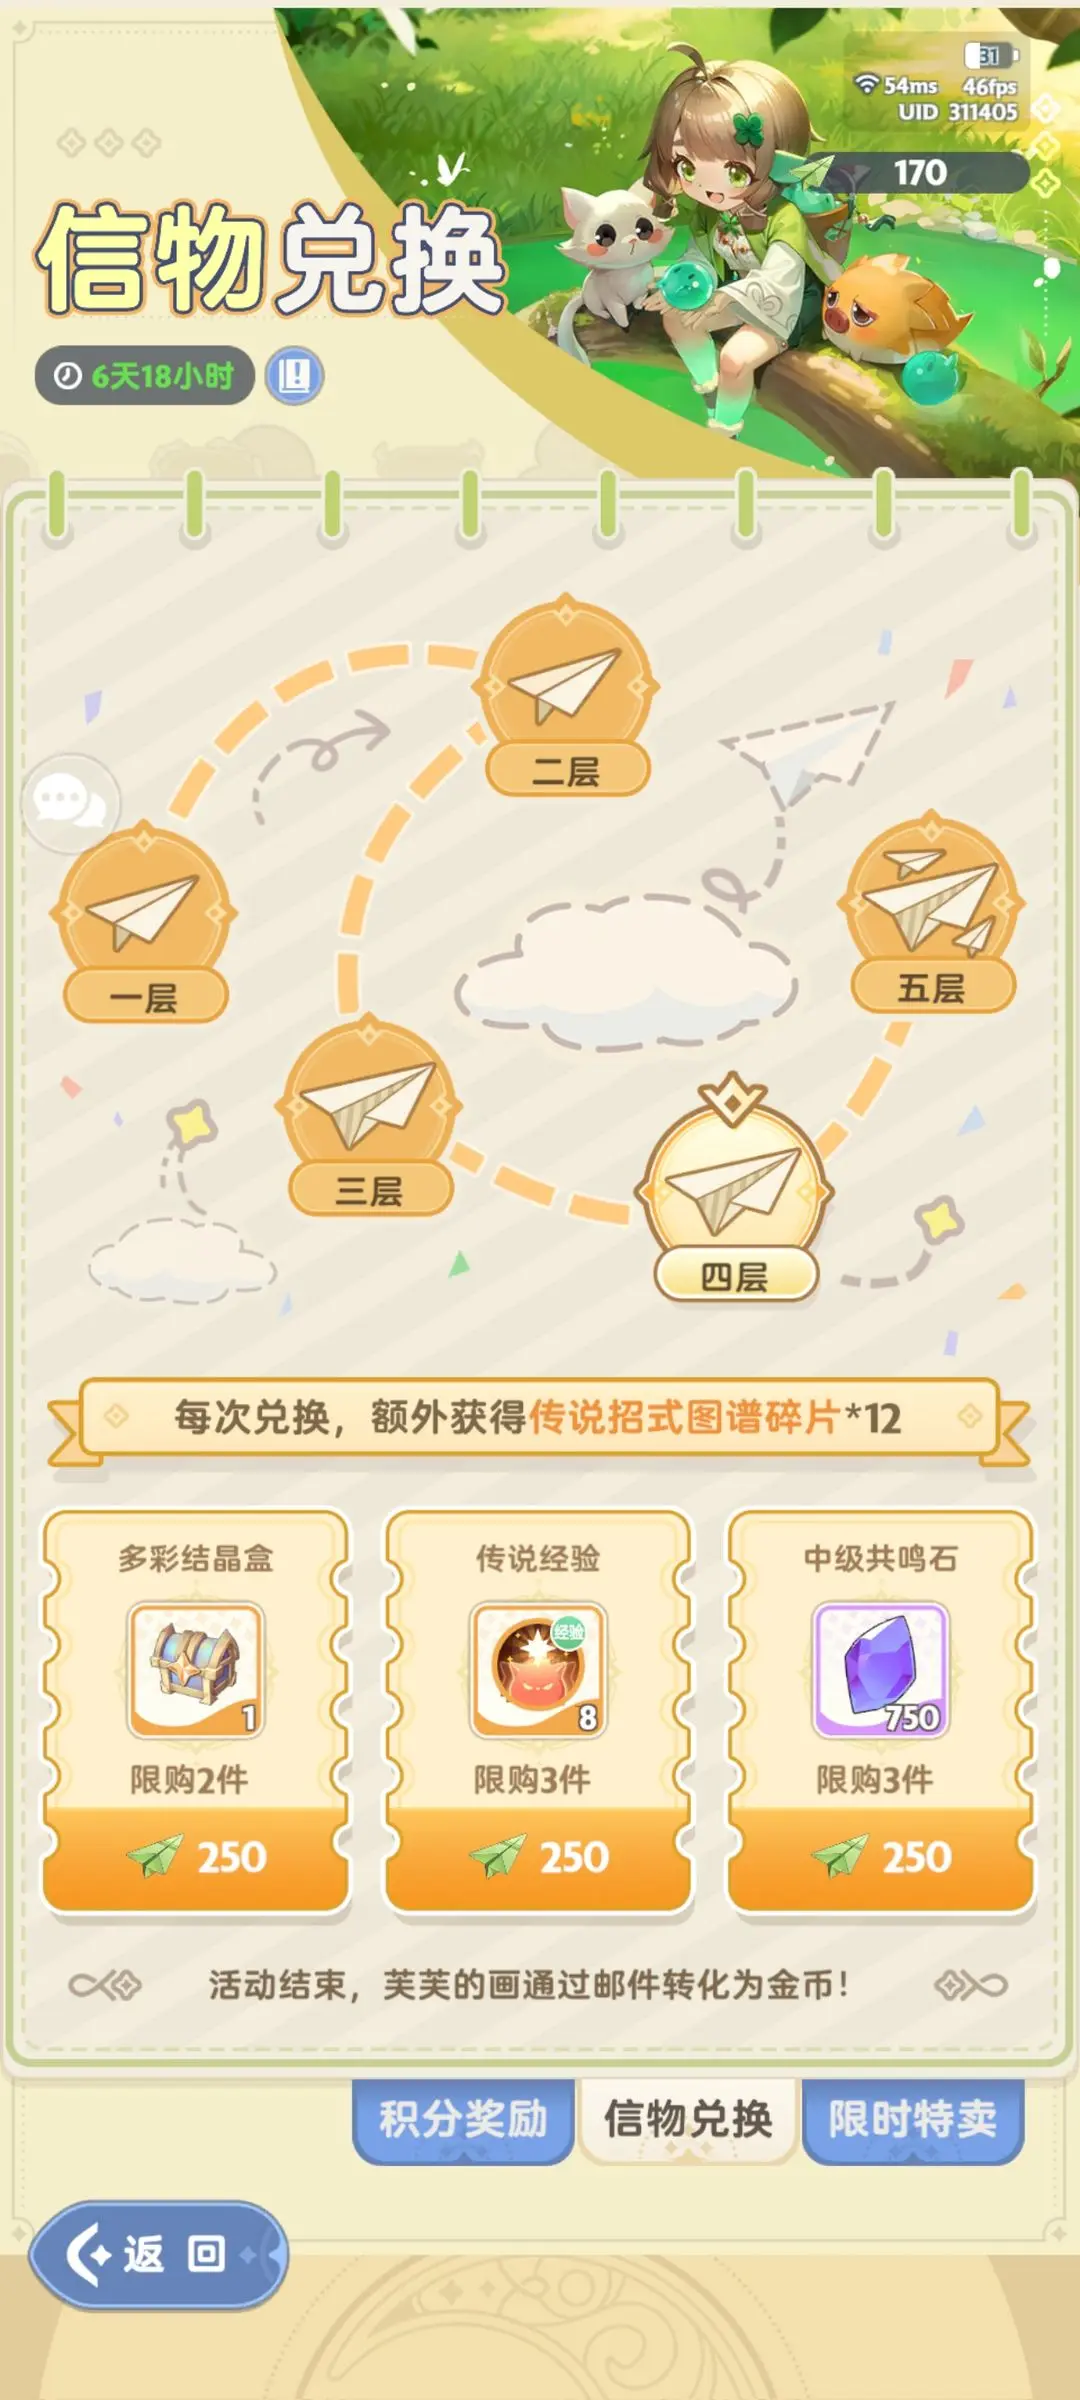 31
54ms 46fps
UID 311405
170
信物兑换
6天18小时
二层
一层
五层
三层
四层
每次兑换，额外获得传说招式图谱碎片*12
多彩结晶盒
1
限购2件
250
传说经验
经验
8
限购3件
250
中级共鸣石
750
限购3件
250
活动结束，芙芙的画通过邮件转化为金币！
积分奖励
信物兑换
限时特卖
返回